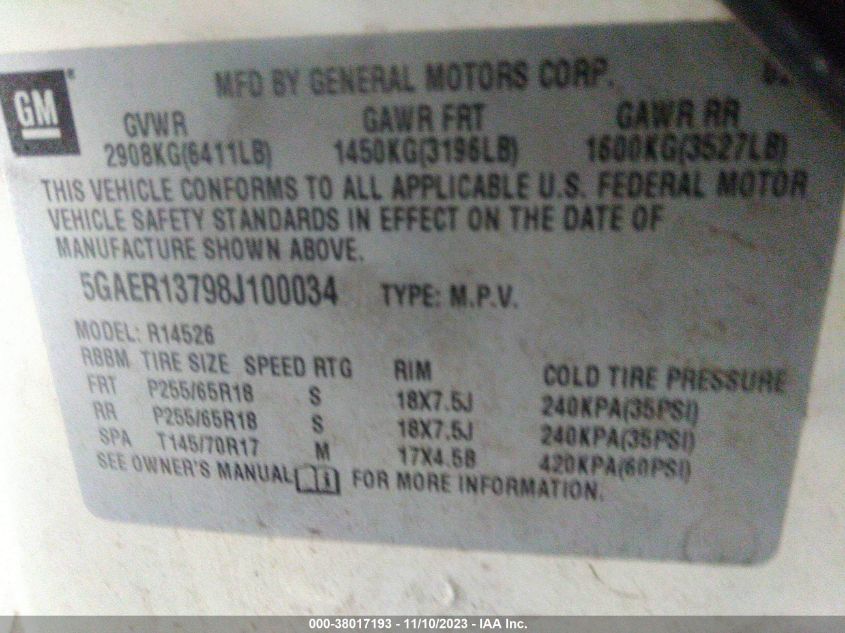 MFD BY GENERAL MOTORS CORP.
GM
GVWR GAWR FRT GAWR RR
2908KG(6411LB) 1450KG(3196LB) 1600KG(3527LB)
THIS VEHICLE CONFORMS TO ALL APPLICABLE U.S. FEDERAL MOTOR
VEHICLE SAFETY STANDARDS IN EFFECT ON THE DATE OF
MANUFACTURE SHOWN ABOVE.
5GAER13798J100034 TYPE: M.P.V.
MODEL: R14526
RBBM TIRE SIZE SPEED RTG RIM COLD TIRE PRESSURE
FRT P255/65R18 S 18X7.5J 240KPA(35PSI)
RR P255/65R18 S 18X7.5J 240KPA(35PSI)
SPA T145/70R17 M 17X4.5B 420KPA(60PSI)
SEE OWNER'S MANUAL FOR MORE INFORMATION.
000-38017193 - 11/10/2023 - IAA Inc.